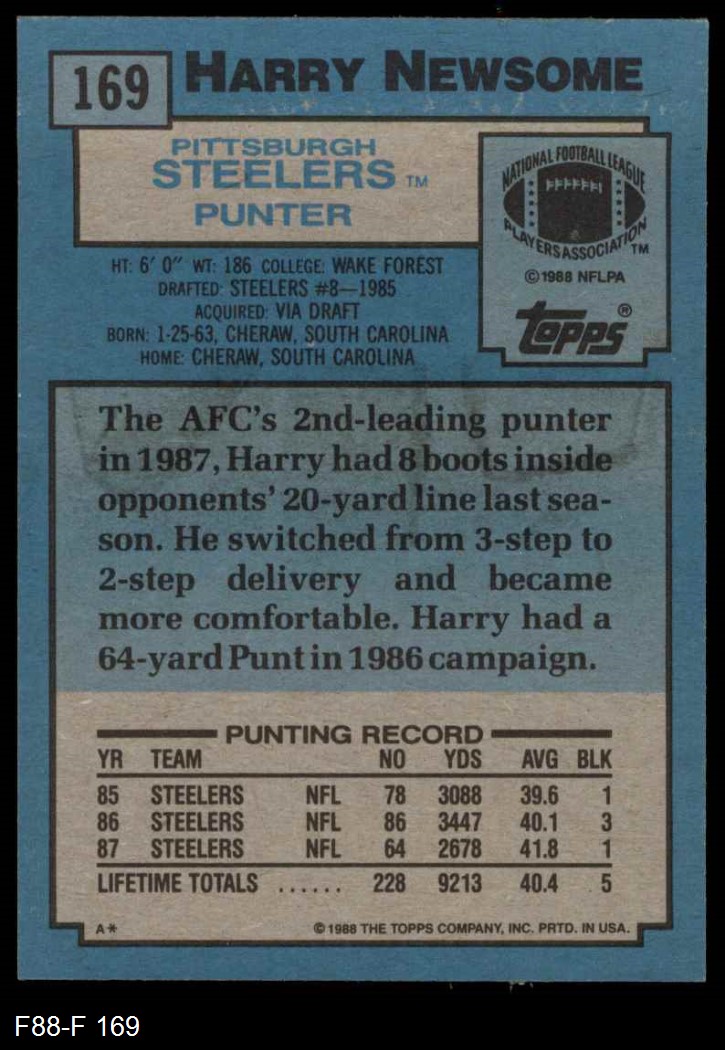 169
HARRY NEWSOME
PITTSBURGH
STEELERS TM
PUNTER
NATIONAL FOOTBALL LEAGUE
PLAYERS ASSOCIATION TM
©1988 NFLPA
Topps®
HT: 6' 0" WT: 186 COLLEGE: WAKE FOREST
DRAFTED: STEELERS #8—1985
ACQUIRED: VIA DRAFT
BORN: 1-25-63, CHERAW, SOUTH CAROLINA
HOME: CHERAW, SOUTH CAROLINA
The AFC's 2nd-leading punter
in 1987, Harry had 8 boots inside
opponents' 20-yard line last sea-
son. He switched from 3-step to
2-step delivery and became
more comfortable. Harry had a
64-yard Punt in 1986 campaign.
PUNTING RECORD
YR TEAM NO YDS AVG BLK
85 STEELERS NFL 78 3088 39.6 1
86 STEELERS NFL 86 3447 40.1 3
87 STEELERS NFL 64 2678 41.8 1
LIFETIME TOTALS ...... 228 9213 40.4 5
A* ©1988 THE TOPPS COMPANY, INC. PRTD. IN USA.
F88-F 169